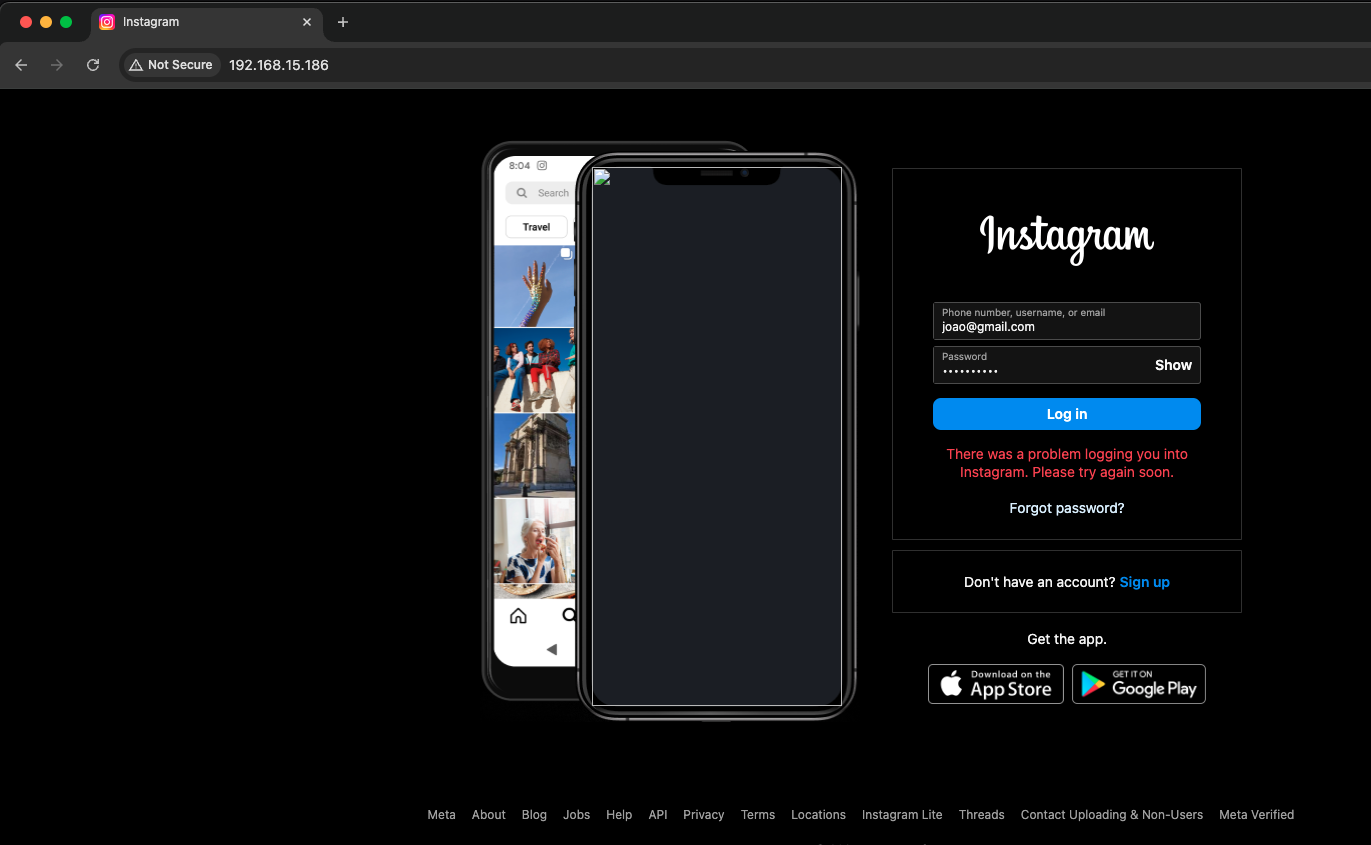 Instagram
Not Secure
192.168.15.186
8:04
Search
Travel
Instagram
Phone number, username, or email
joao@gmail.com
Password
••••••••••
Show
Log in
There was a problem logging you into
Instagram. Please try again soon.
Forgot password?
Don't have an account? Sign up
Get the app.
Download on the
App Store
GET IT ON
Google Play
Meta About Blog Jobs Help API Privacy Terms Locations Instagram Lite Threads Contact Uploading & Non-Users Meta Verified